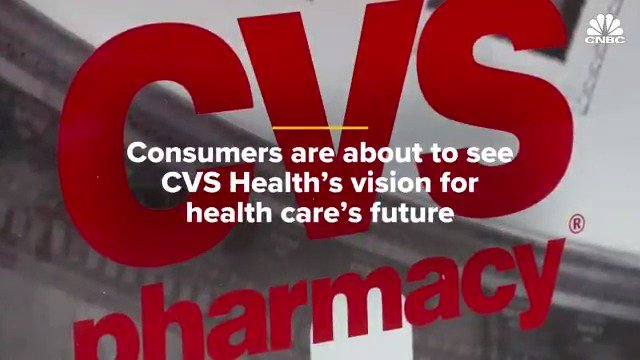 CNBC
CVS
Consumers are about to see
CVS Health’s vision for
health care’s future
pharmacy®